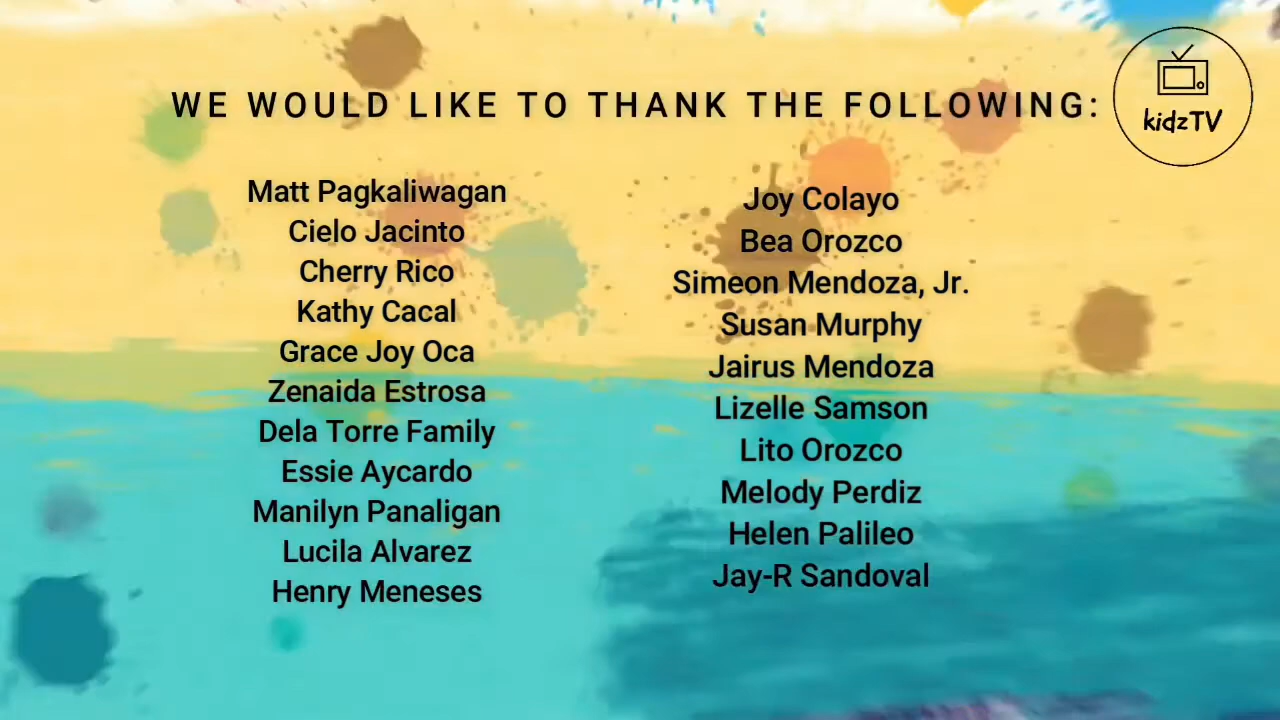 WE WOULD LIKE TO THANK THE FOLLOWING:
kidzTV
Matt Pagkaliwagan
Cielo Jacinto
Cherry Rico
Kathy Cacal
Grace Joy Oca
Zenaida Estrosa
Dela Torre Family
Essie Aycardo
Manilyn Panaligan
Lucila Alvarez
Henry Meneses
Joy Colayo
Bea Orozco
Simeon Mendoza, Jr.
Susan Murphy
Jairus Mendoza
Lizelle Samson
Lito Orozco
Melody Perdiz
Helen Palileo
Jay-R Sandoval